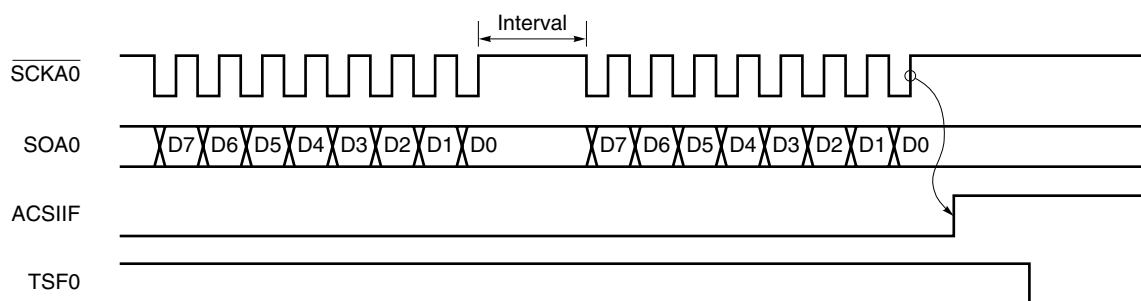 Interval
SCKA0
SOA0 D7 D6 D5 D4 D3 D2 D1 D0 D7 D6 D5 D4 D3 D2 D1 D0
ACSIIF
TSF0